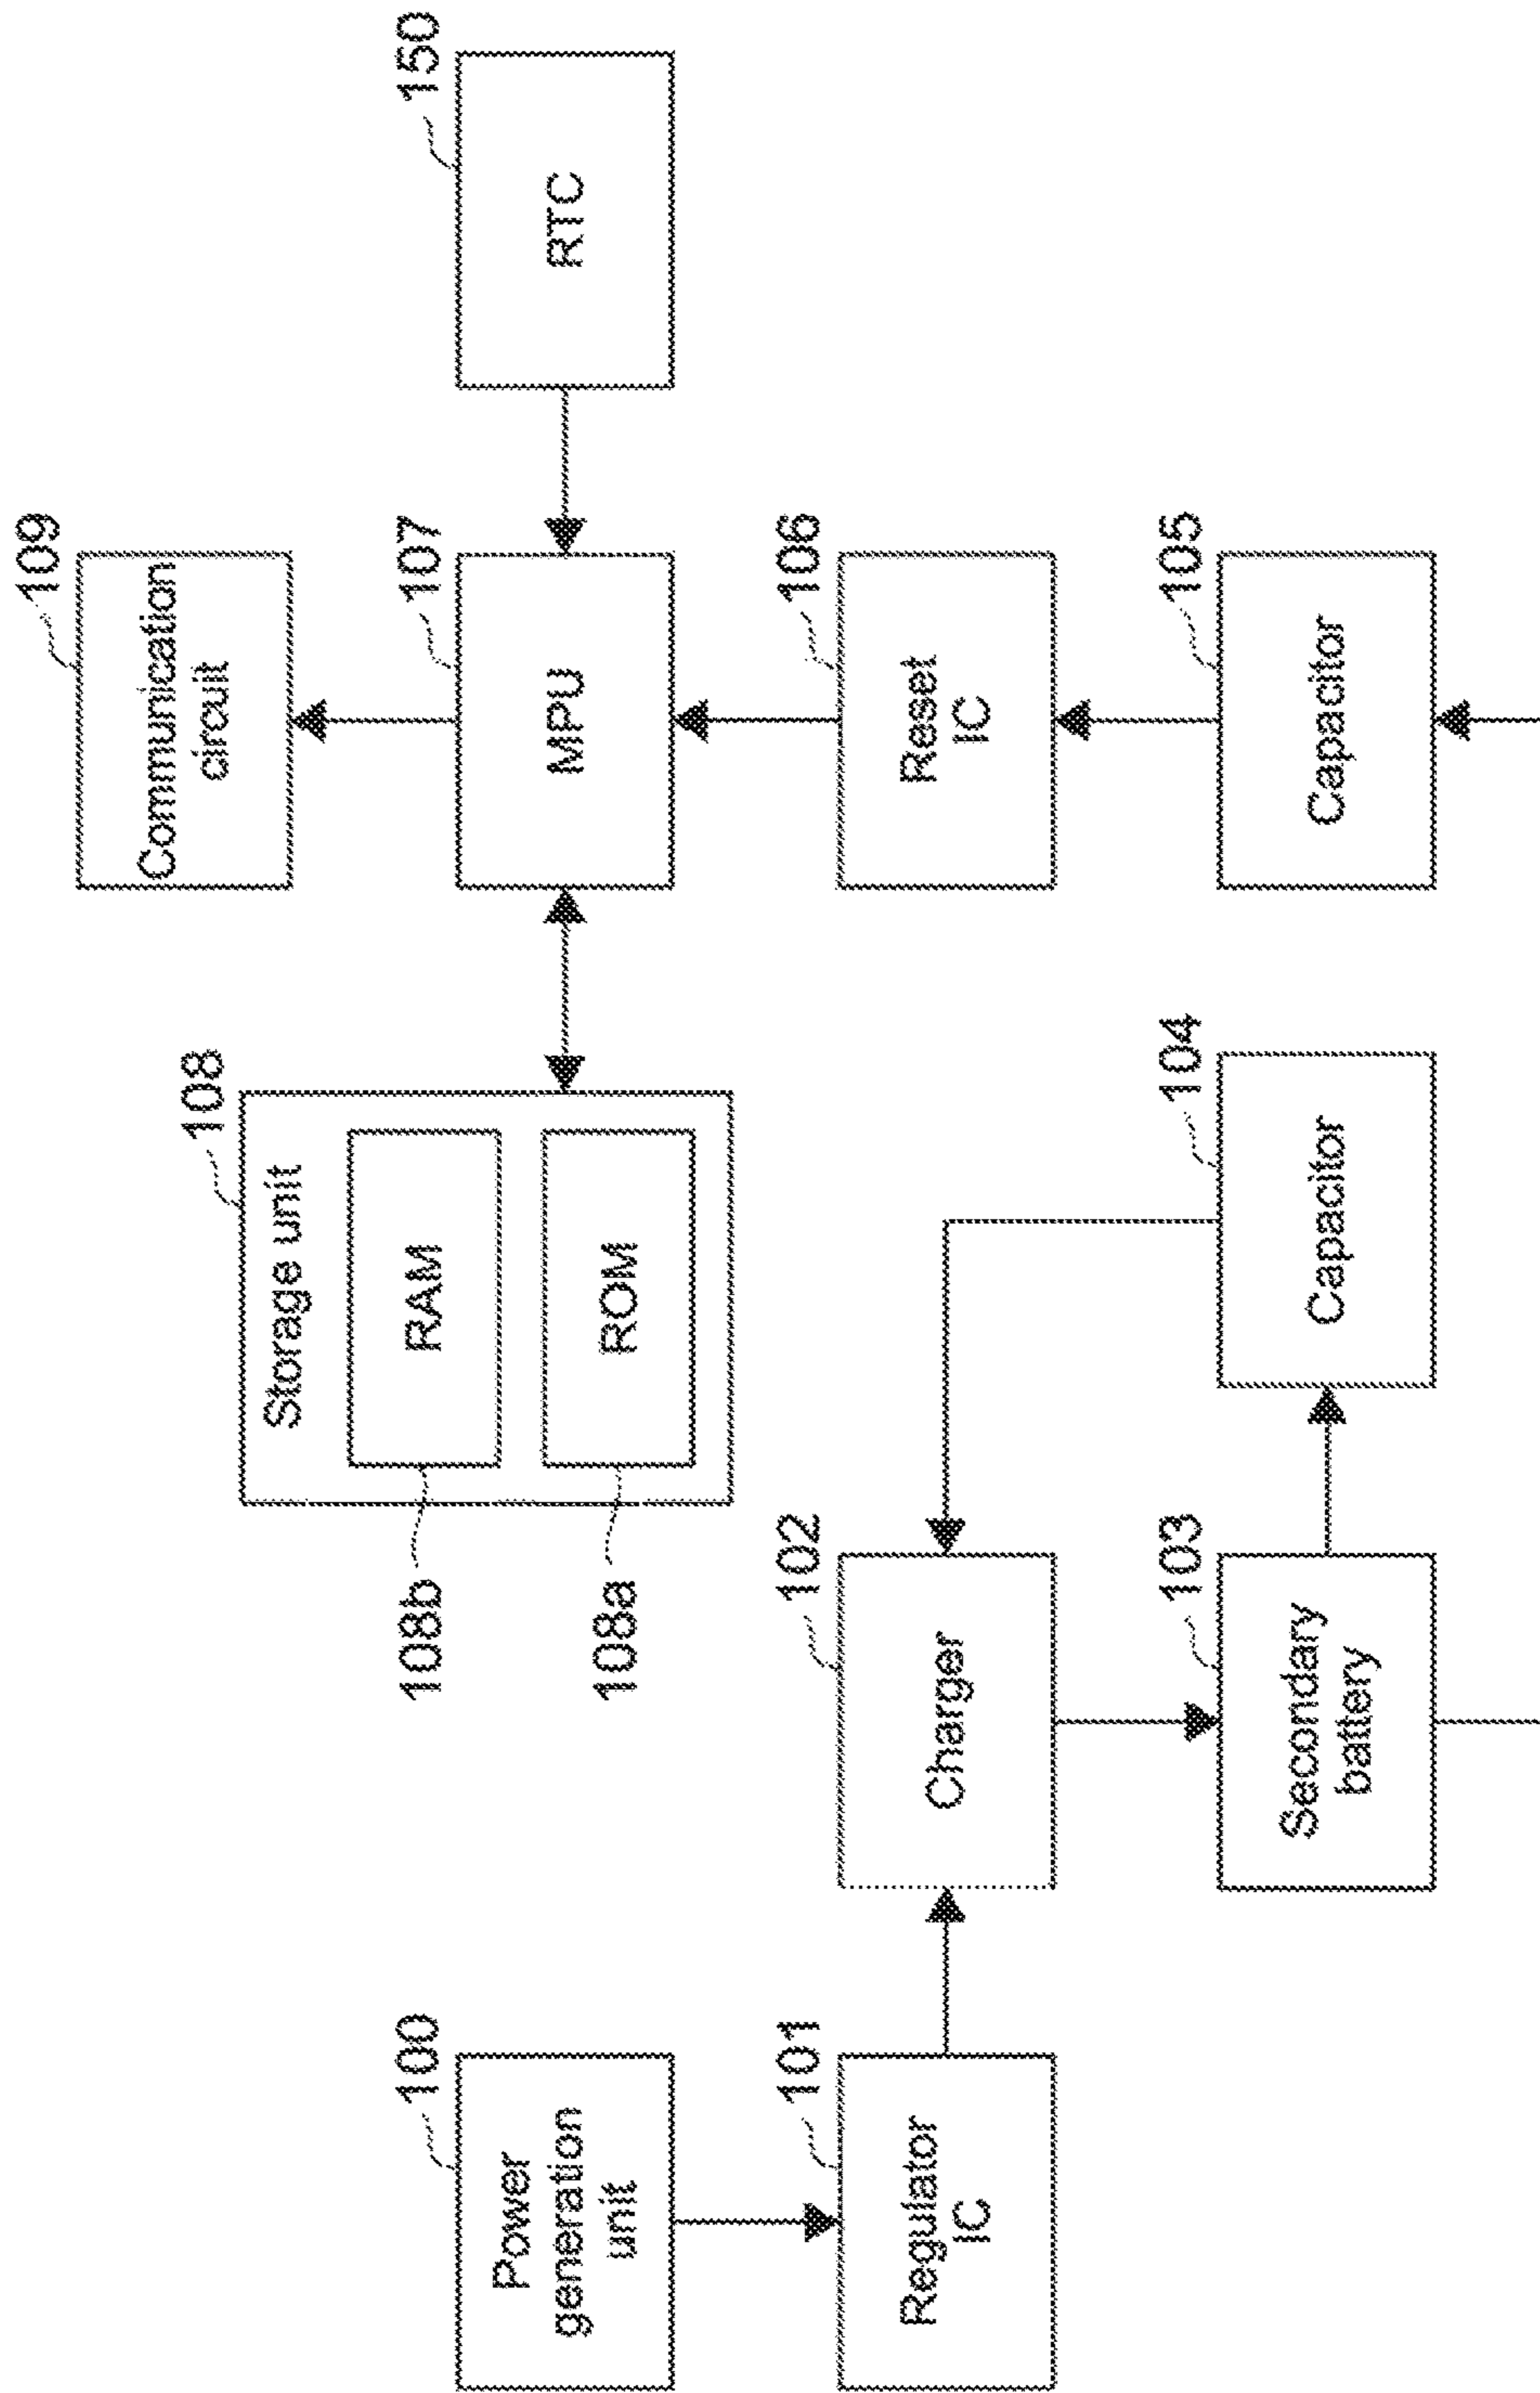 109
Communication
circuit
150
RTC
107
MPU
108
Storage unit
RAM
108b
ROM
108a
100
Power
generation
unit
106
Reset
IC
102
Charger
101
Regulator
IC
105
Capacitor
104
Capacitor
103
Secondary
battery